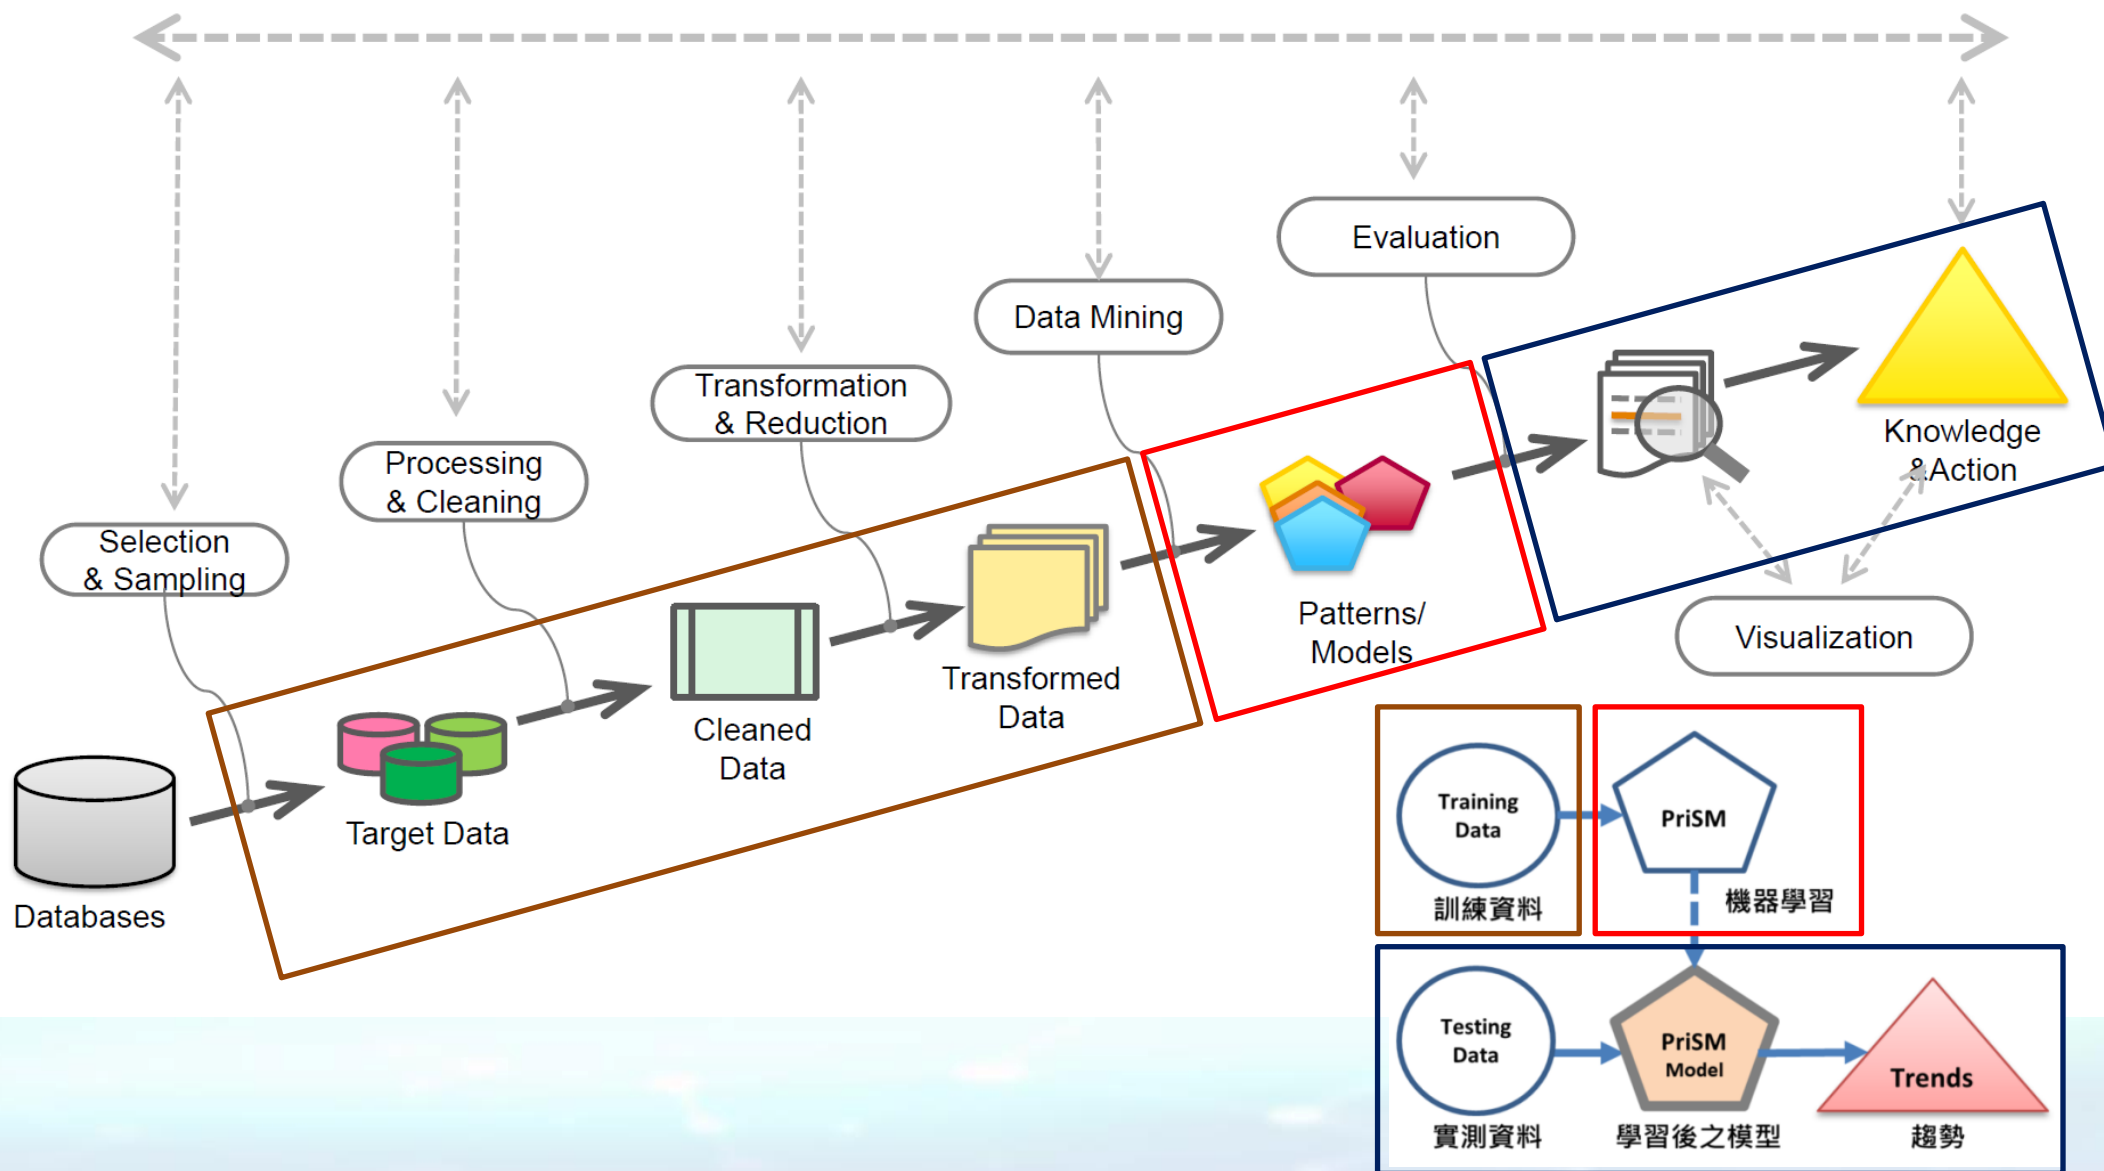 Evaluation
Data Mining
Transformation
& Reduction
Processing
& Cleaning
Selection
& Sampling
Knowledge
&Action
Visualization
Patterns/
Models
Transformed
Data
Cleaned
Data
Target Data
Databases
Training
Data
訓練資料
PriSM
機器學習
Testing
Data
實測資料
PriSM
Model
學習後之模型
Trends
趨勢